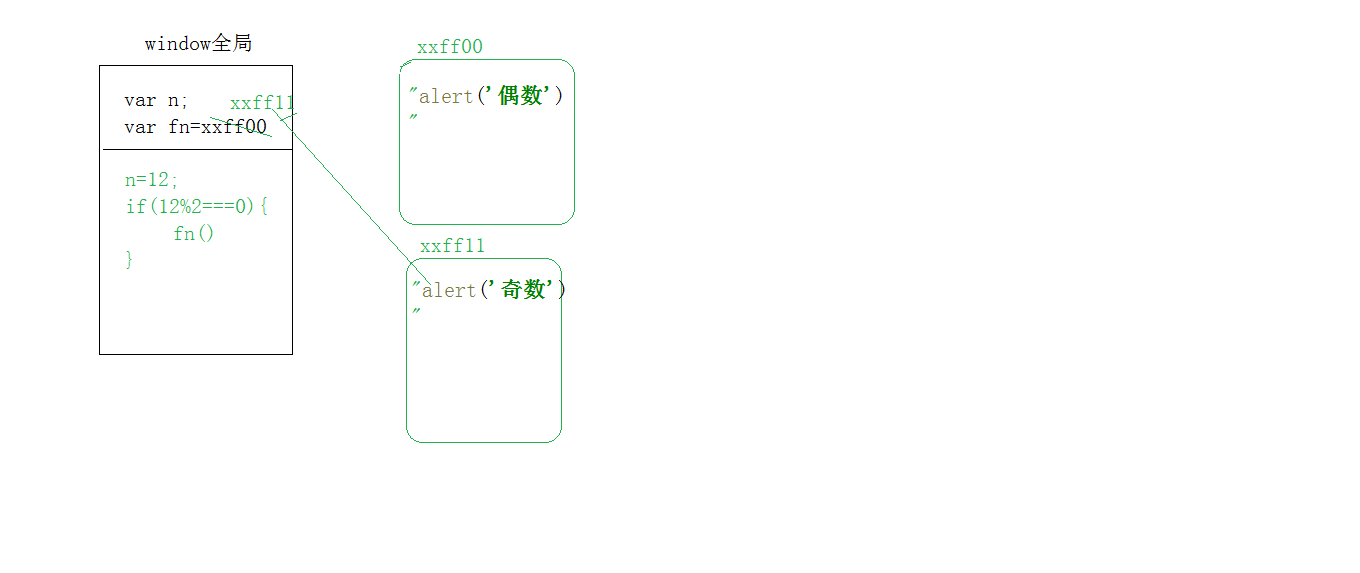 window全局
var n;
xxff11
var fn=xxff00
n=12;
if(12%2===0){
fn()
}
xxff00
"alert('偶数')
"
xxff11
"alert('奇数')
"